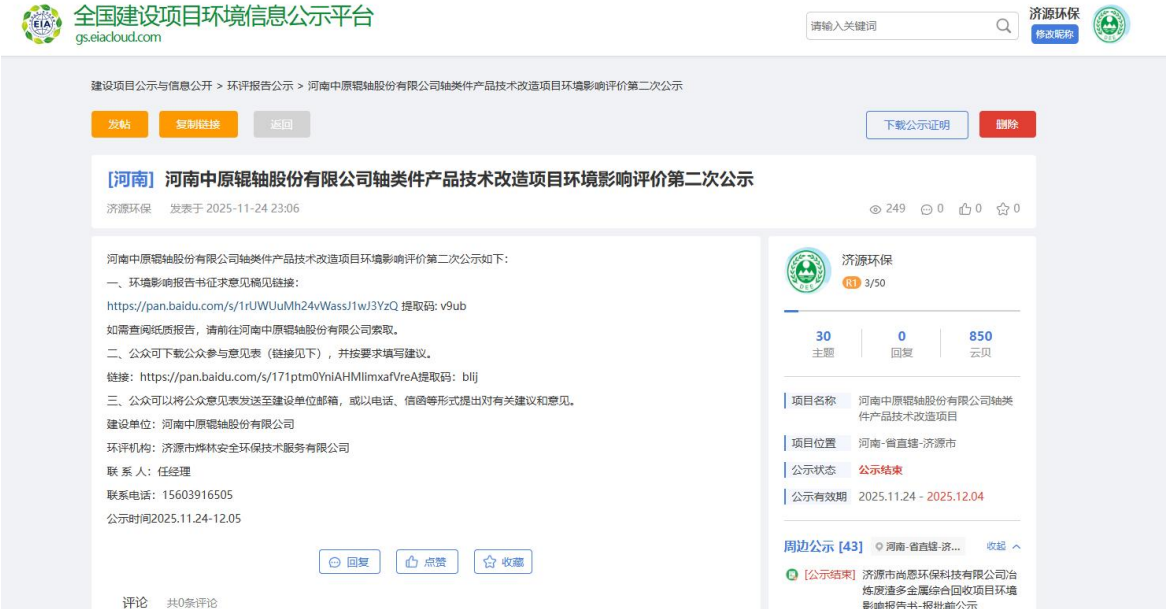 全国建设项目环境信息公示平台
gs.eiacloud.com
EIA
请输入关键词
济源环保
修改昵称
建设项目公示与信息公开 > 环评报告公示 > 河南中原辊轴股份有限公司轴类件产品技术改造项目环境影响评价第二次公示
发帖
复制链接
返回
下载公示证明
删除
[河南] 河南中原辊轴股份有限公司轴类件产品技术改造项目环境影响评价第二次公示
济源环保 发表于 2025-11-24 23:06
249 0 0 0
河南中原辊轴股份有限公司轴类件产品技术改造项目环境影响评价第二次公示如下：
一、环境影响报告书征求意见稿见链接：
https://pan.baidu.com/s/1rUWUuMh24vWassJ1wJ3YzQ 提取码: v9ub
如需查阅纸质报告，请前往河南中原辊轴股份有限公司索取。
二、公众可下载公众参与意见表（链接见下），并按要求填写建议。
链接：https://pan.baidu.com/s/171ptm0YniAHMlimxafVreA提取码：blij
三、公众可以将公众意见表发送至建设单位邮箱，或以电话、信函等形式提出对有关建议和意见。
建设单位：河南中原辊轴股份有限公司
环评机构：济源市烨林安全环保技术服务有限公司
联 系 人：任经理
联系电话：15603916505
公示时间2025.11.24-12.05
回复
点赞
收藏
评论 共0条评论
济源环保
R1 3/50
30 0 850
主题 回复 云贝
项目名称 河南中原辊轴股份有限公司轴类
件产品技术改造项目
项目位置 河南-省直辖-济源市
公示状态 公示结束
公示有效期 2025.11.24 - 2025.12.04
周边公示 [43] 河南-省直辖-济... 收起
[公示结束] 济源市尚恩环保科技有限公司冶
炼废渣多金属综合回收项目环境
影响报告书-报批前公示